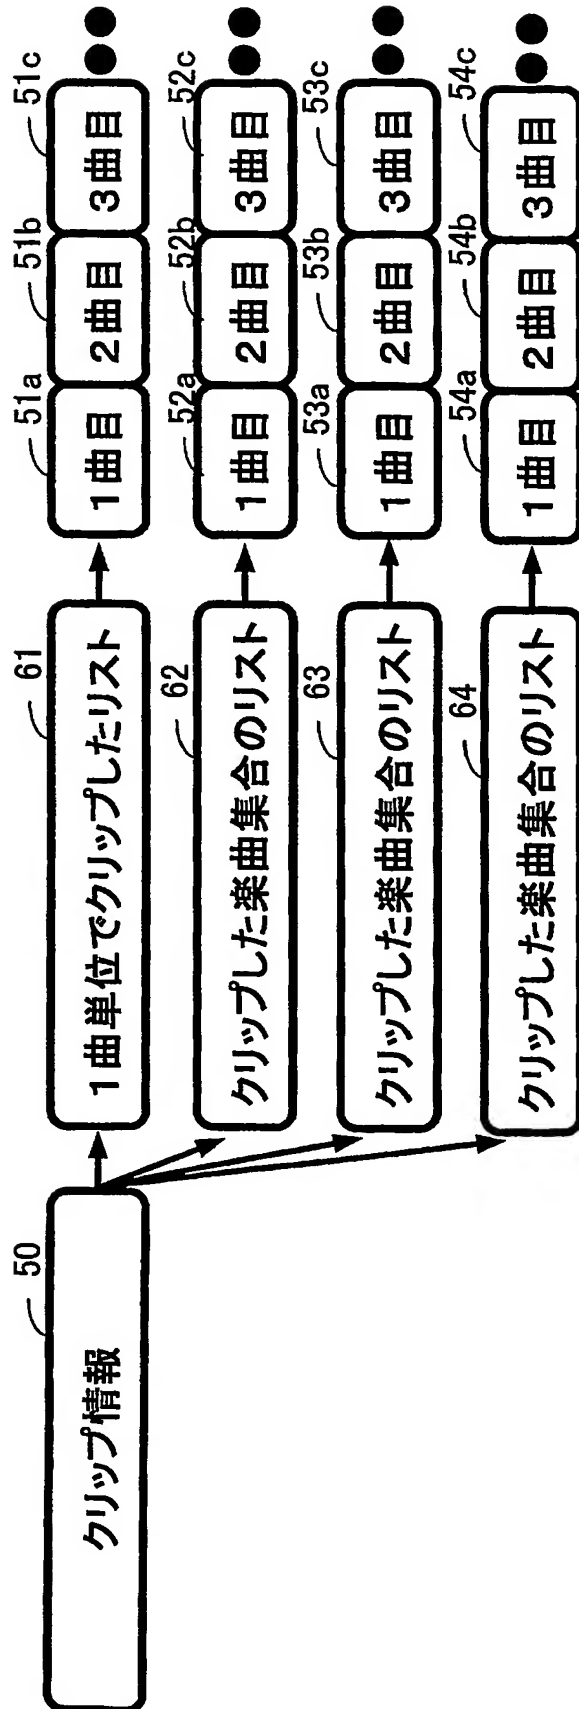 50
クリップ情報
61
1曲単位でクリップしたリスト
51a
1曲目
51b
2曲目
51c
3曲目
62
クリップした楽曲集合のリスト
52a
1曲目
52b
2曲目
52c
3曲目
63
クリップした楽曲集合のリスト
53a
1曲目
53b
2曲目
53c
3曲目
64
クリップした楽曲集合のリスト
54a
1曲目
54b
2曲目
54c
3曲目